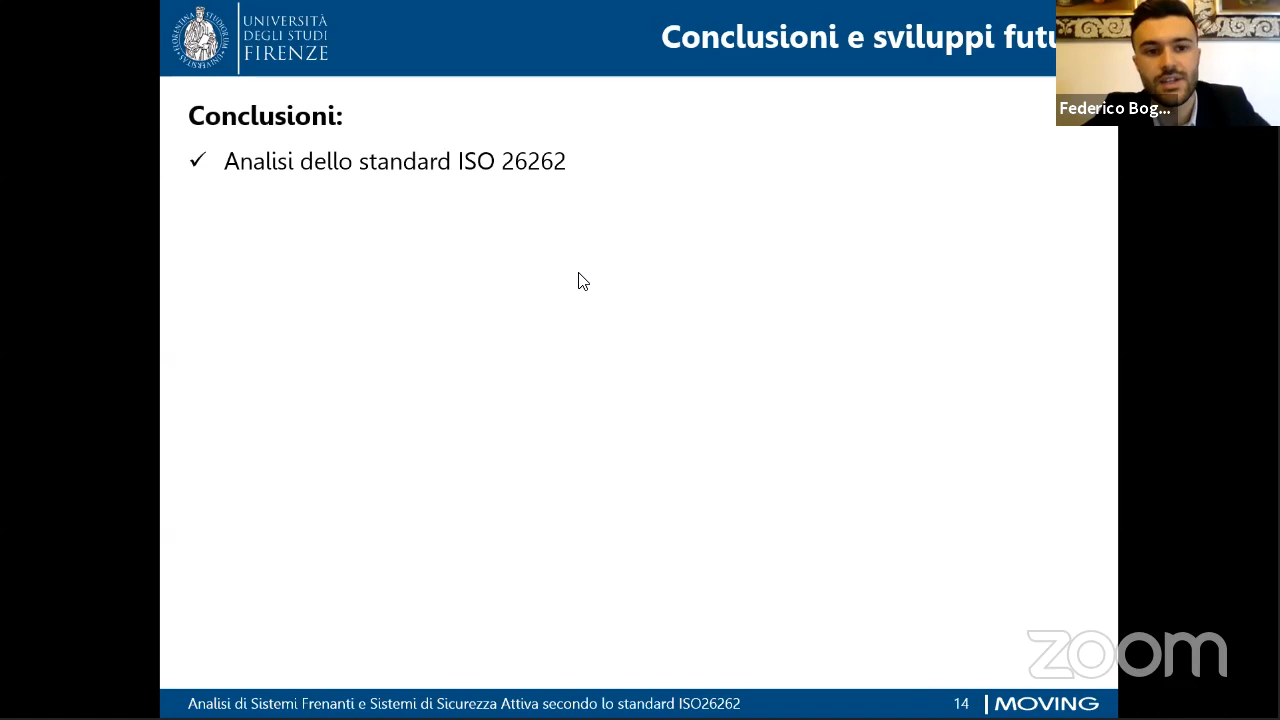 UNIVERSITÀ
DEGLI STUDI
FIRENZE
Conclusioni e sviluppi futu
Federico Bog...
Conclusioni:
✓ Analisi dello standard ISO 26262
zoom
Analisi di Sistemi Frenanti e Sistemi di Sicurezza Attiva secondo lo standard ISO26262
14
MOVING